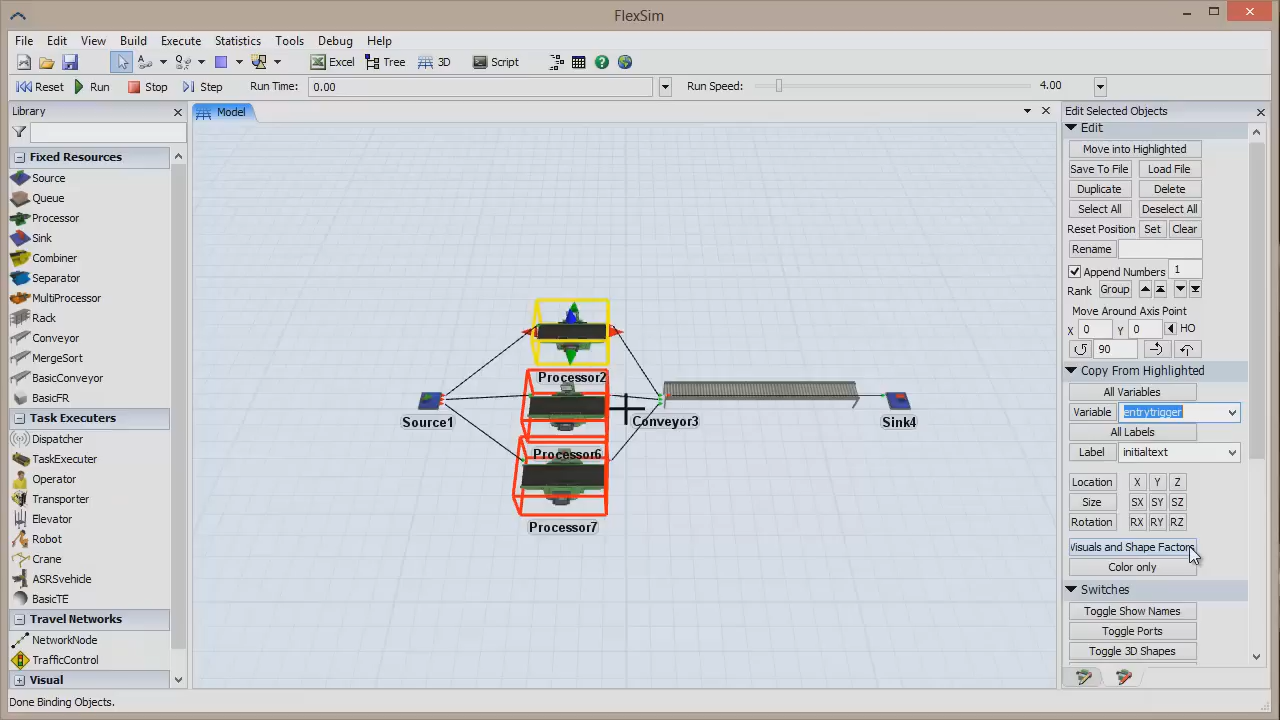 FlexSim
File Edit View Build Execute Statistics Tools Debug Help
Excel Tree 3D Script
Reset Run Stop Step Run Time: 0.00 Run Speed: 4.00
Library
Model
Edit Selected Objects
Fixed Resources
Source
Queue
Processor
Sink
Combiner
Separator
MultiProcessor
Rack
Conveyor
MergeSort
BasicConveyor
BasicFR
Task Executers
Dispatcher
TaskExecuter
Operator
Transporter
Elevator
Robot
Crane
ASRSvehicle
BasicTE
Travel Networks
NetworkNode
TrafficControl
Visual
Processor2
Source1
Conveyor3
Sink4
Processor6
Processor7
Edit
Move into Highlighted
Save To File Load File
Duplicate Delete
Select All Deselect All
Reset Position Set Clear
Rename
Append Numbers 1
Rank Group
Move Around Axis Point
X 0 Y 0 HO
90
Copy From Highlighted
All Variables
Variable entrytrigger
All Labels
Label initialtext
Location X Y Z
Size SX SY SZ
Rotation RX RY RZ
Visuals and Shape Factors
Color only
Switches
Toggle Show Names
Toggle Ports
Toggle 3D Shapes
Done Binding Objects.